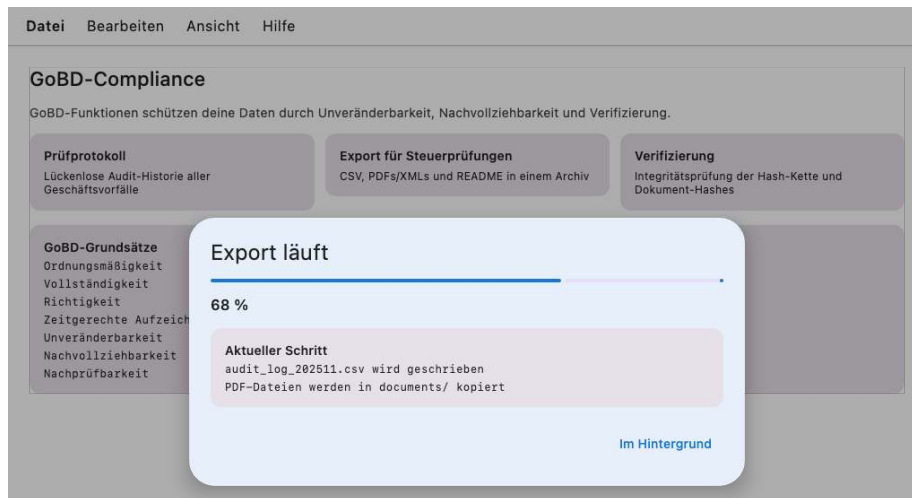 Datei Bearbeiten Ansicht Hilfe
GoBD-Compliance
GoBD-Funktionen schützen deine Daten durch Unveränderbarkeit, Nachvollziehbarkeit und Verifizierung.
Prüfprotokoll
Lückenlose Audit-Historie aller
Geschäftsvorfälle
Export für Steuerprüfungen
CSV, PDFs/XMLs und README in einem Archiv
Verifizierung
Integritätsprüfung der Hash-Kette und
Dokument-Hashes
GoBD-Grundsätze
Ordnungsmäßigkeit
Vollständigkeit
Richtigkeit
Zeitgerechte Aufzeich
Unveränderbarkeit
Nachvollziehbarkeit
Nachprüfbarkeit
Export läuft
68 %
Aktueller Schritt
audit_log_202511.csv wird geschrieben
PDF-Dateien werden in documents/ kopiert
Im Hintergrund